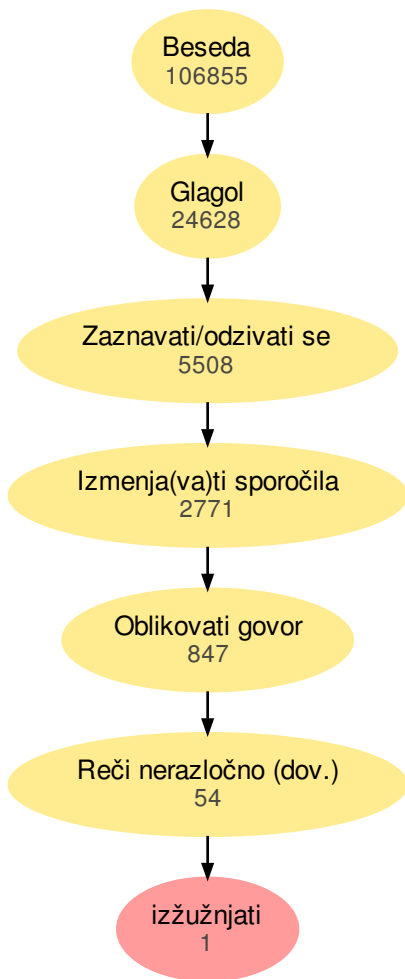 Beseda
106855
Glagol
24628
Zaznavati/odzivati se
5508
Izmenja(va)ti sporočila
2771
Oblikovati govor
847
Reči nerazločno (dov.)
54
izžužnjati
1